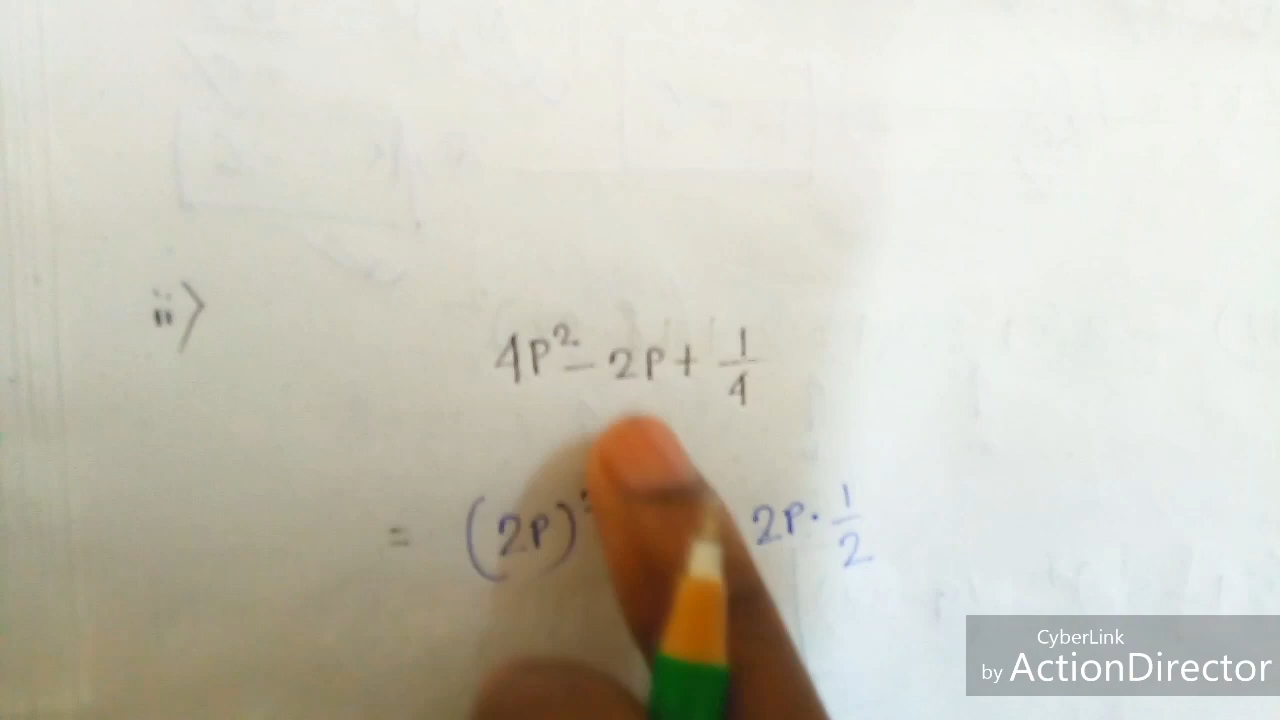 ii)
4P² - 2P + 1/4
= (2P)² 2P · 1/2
CyberLink
by ActionDirector